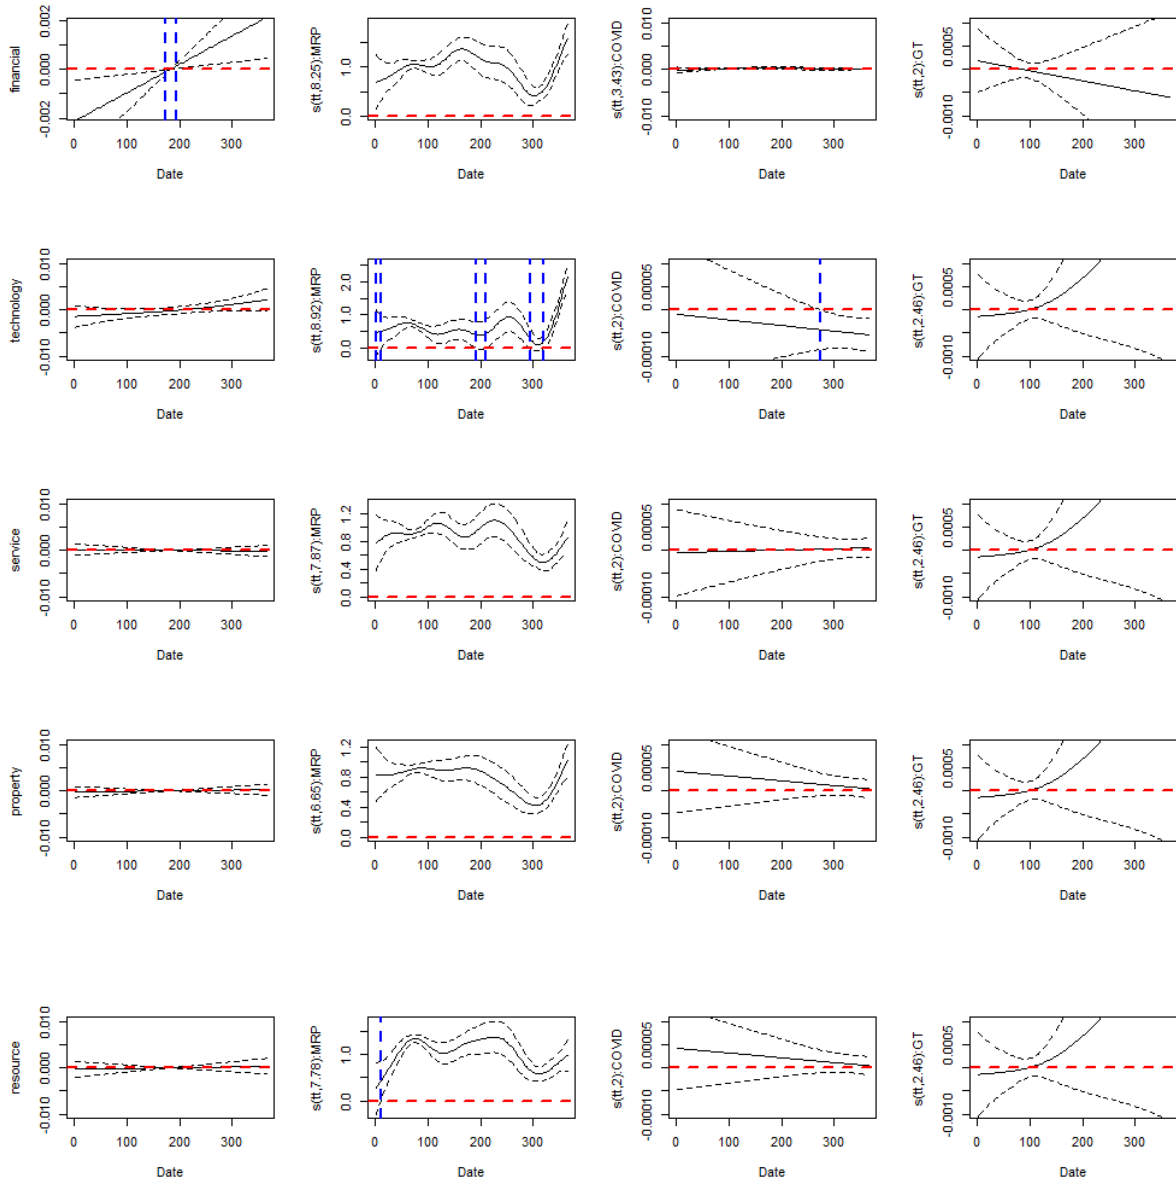 financial
-0.002 0.000 0.002
0 100 200 300
Date
s(tt,8.25):MRP
0.0 1.0
0 100 200 300
Date
s(tt,3.43):COVID
-0.010 0.000 0.010
0 100 200 300
Date
s(tt,2):GT
-0.0010 0.0005
0 100 200 300
Date
technology
-0.010 0.000 0.010
0 100 200 300
Date
s(tt,8.92):MRP
0.0 1.0 2.0
0 100 200 300
Date
s(tt,2):COVID
-0.00010 0.00005
0 100 200 300
Date
s(tt,2.46):GT
-0.0010 0.0005
0 100 200 300
Date
service
-0.010 0.000 0.010
0 100 200 300
Date
s(tt,7.87):MRP
0.0 0.4 0.8 1.2
0 100 200 300
Date
s(tt,2):COVID
-0.00010 0.00005
0 100 200 300
Date
s(tt,2.46):GT
-0.0010 0.0005
0 100 200 300
Date
property
-0.010 0.000 0.010
0 100 200 300
Date
s(tt,6.65):MRP
0.0 0.4 0.8 1.2
0 100 200 300
Date
s(tt,2):COVID
-0.00010 0.00005
0 100 200 300
Date
s(tt,2.46):GT
-0.0010 0.0005
0 100 200 300
Date
resource
-0.010 0.000 0.010
0 100 200 300
Date
s(tt,7.78):MRP
0.0 1.0
0 100 200 300
Date
s(tt,2):COVID
-0.00010 0.00005
0 100 200 300
Date
s(tt,2.46):GT
-0.0010 0.0005
0 100 200 300
Date